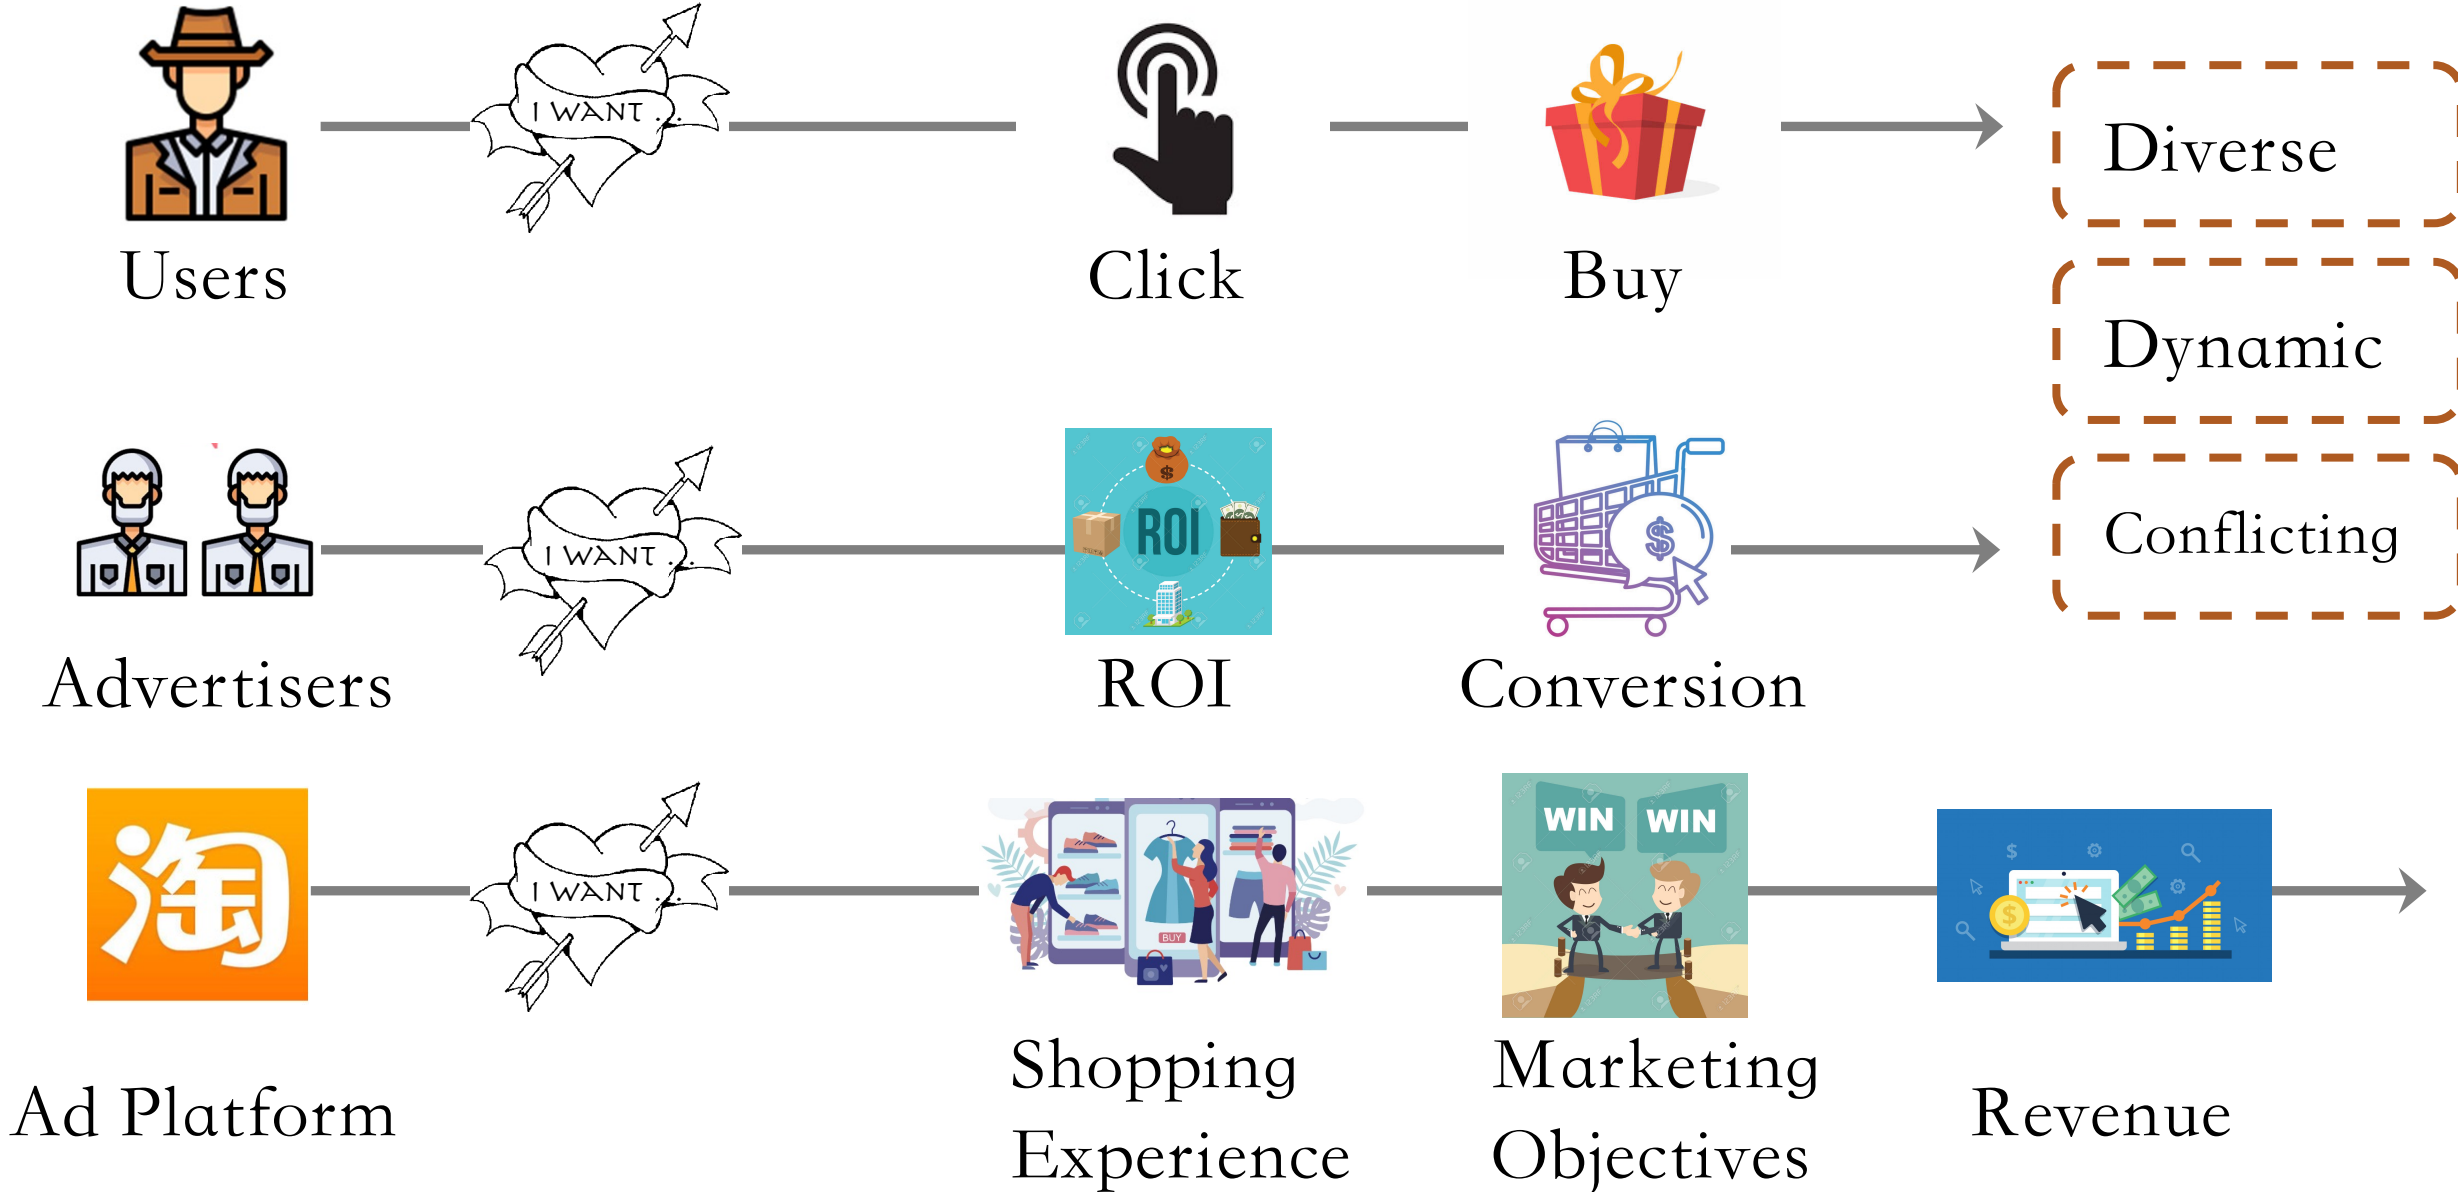 I WANT ...
Users
Click
Buy
Diverse
Dynamic
Conflicting
I WANT ...
ROI
Advertisers
ROI
Conversion
淘
I WANT ...
BUY
WIN WIN
Ad Platform
Shopping
Experience
Marketing
Objectives
Revenue